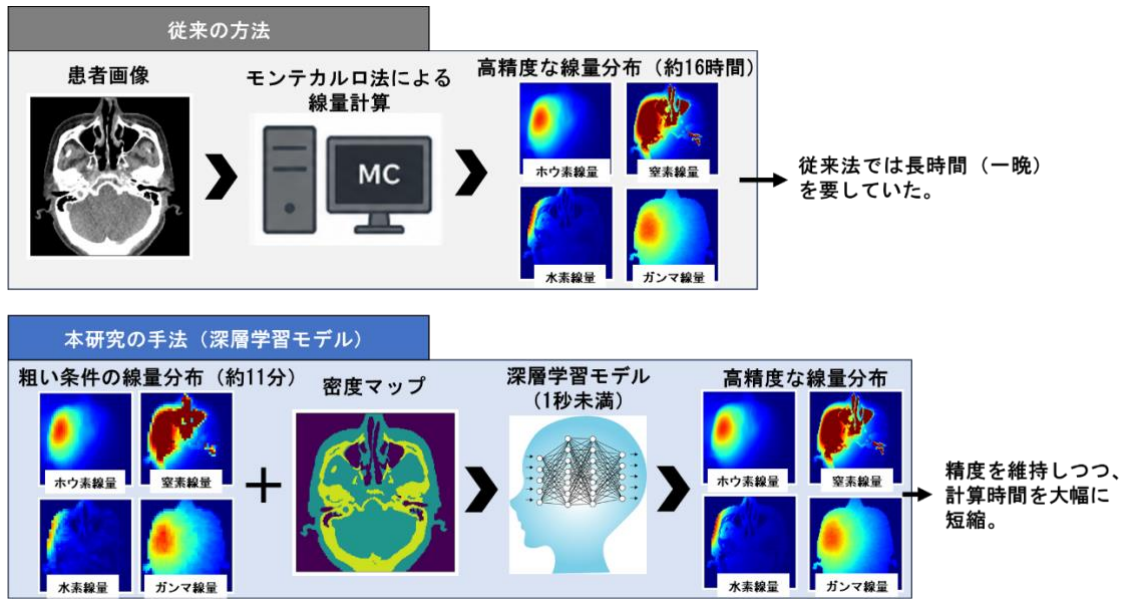 従来の方法
患者画像
モンテカルロ法による
線量計算
MC
高精度な線量分布（約16時間）
ホウ素線量
窒素線量
水素線量
ガンマ線量
従来法では長時間（一晩）
を要していた。
本研究の手法（深層学習モデル）
粗い条件の線量分布（約11分）
ホウ素線量
窒素線量
水素線量
ガンマ線量
+
密度マップ
深層学習モデル
(1秒未満)
高精度な線量分布
ホウ素線量
窒素線量
水素線量
ガンマ線量
精度を維持しつつ、
計算時間を大幅に
短縮。